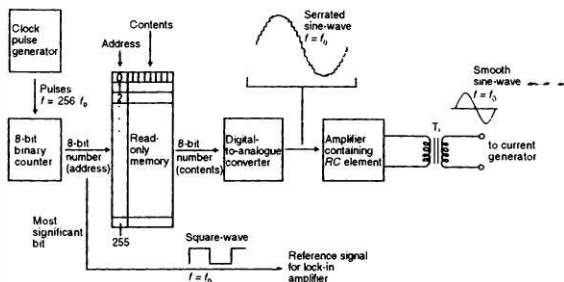 Clock
pulse
generator
Pulses
f = 256 f₀
8-bit
binary
counter
8-bit
number
(address)
Address
Contents
0
1
2
255
Read-
only
memory
8-bit
number
(contents)
Digital-
to-analogue
converter
Serrated
sine-wave
f = f₀
Amplifier
containing
RC element
T₁
Smooth
sine-wave
f = f₀
to current
generator
Most
significant
bit
Square-wave
f = f₀
Reference signal
for lock-in
amplifier